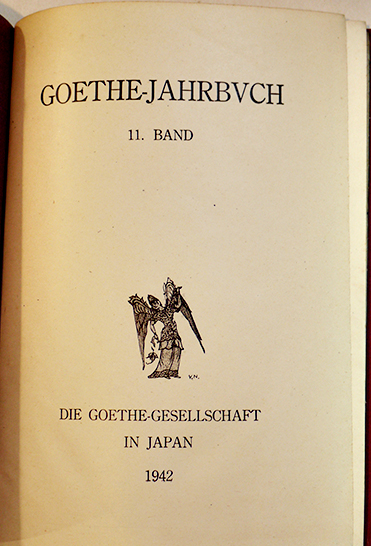 GOETHE-JAHRBVCH
11. BAND
V.N.
DIE GOETHE-GESELLSCHAFT
IN JAPAN
1942